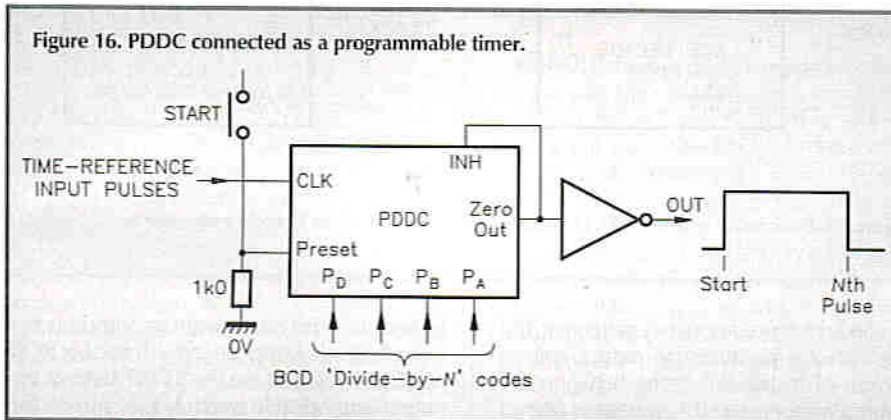 Figure 16. PDDC connected as a programmable timer.
START
TIME-REFERENCE
INPUT PULSES
CLK
INH
PDDC
Zero
Out
OUT
Preset
1k0
0V
P_D P_C P_B P_A
Start
Nth
Pulse
BCD 'Divide-by-N' codes